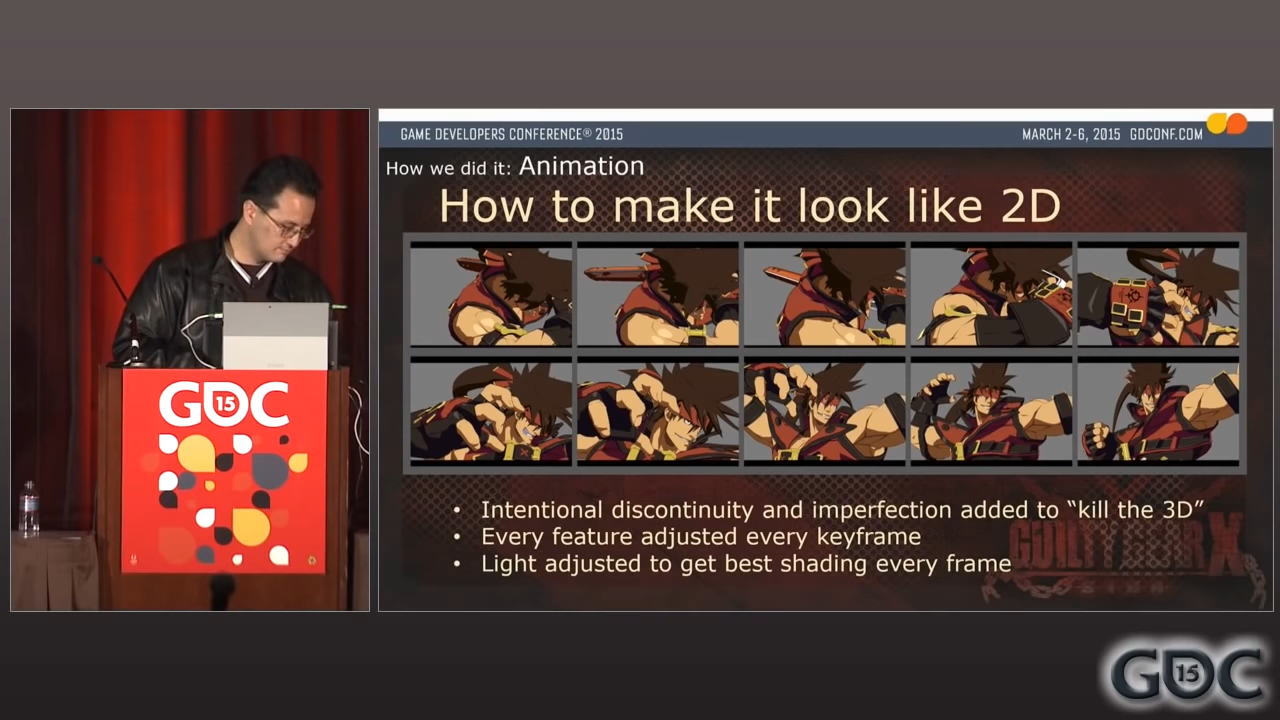 GAME DEVELOPERS CONFERENCE® 2015
MARCH 2-6, 2015 GDCONF.COM
How we did it: Animation
How to make it look like 2D
• Intentional discontinuity and imperfection added to “kill the 3D”
• Every feature adjusted every keyframe
• Light adjusted to get best shading every frame
GUILTY GEAR X
GDC
15
GDC
15